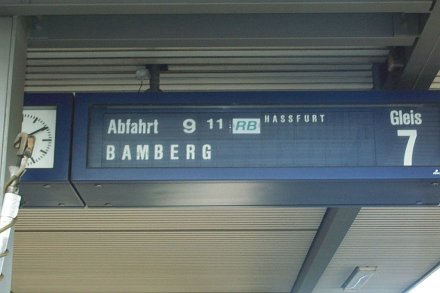 Abfahrt 9 11 RB HASSFURT Gleis
BAMBERG 7